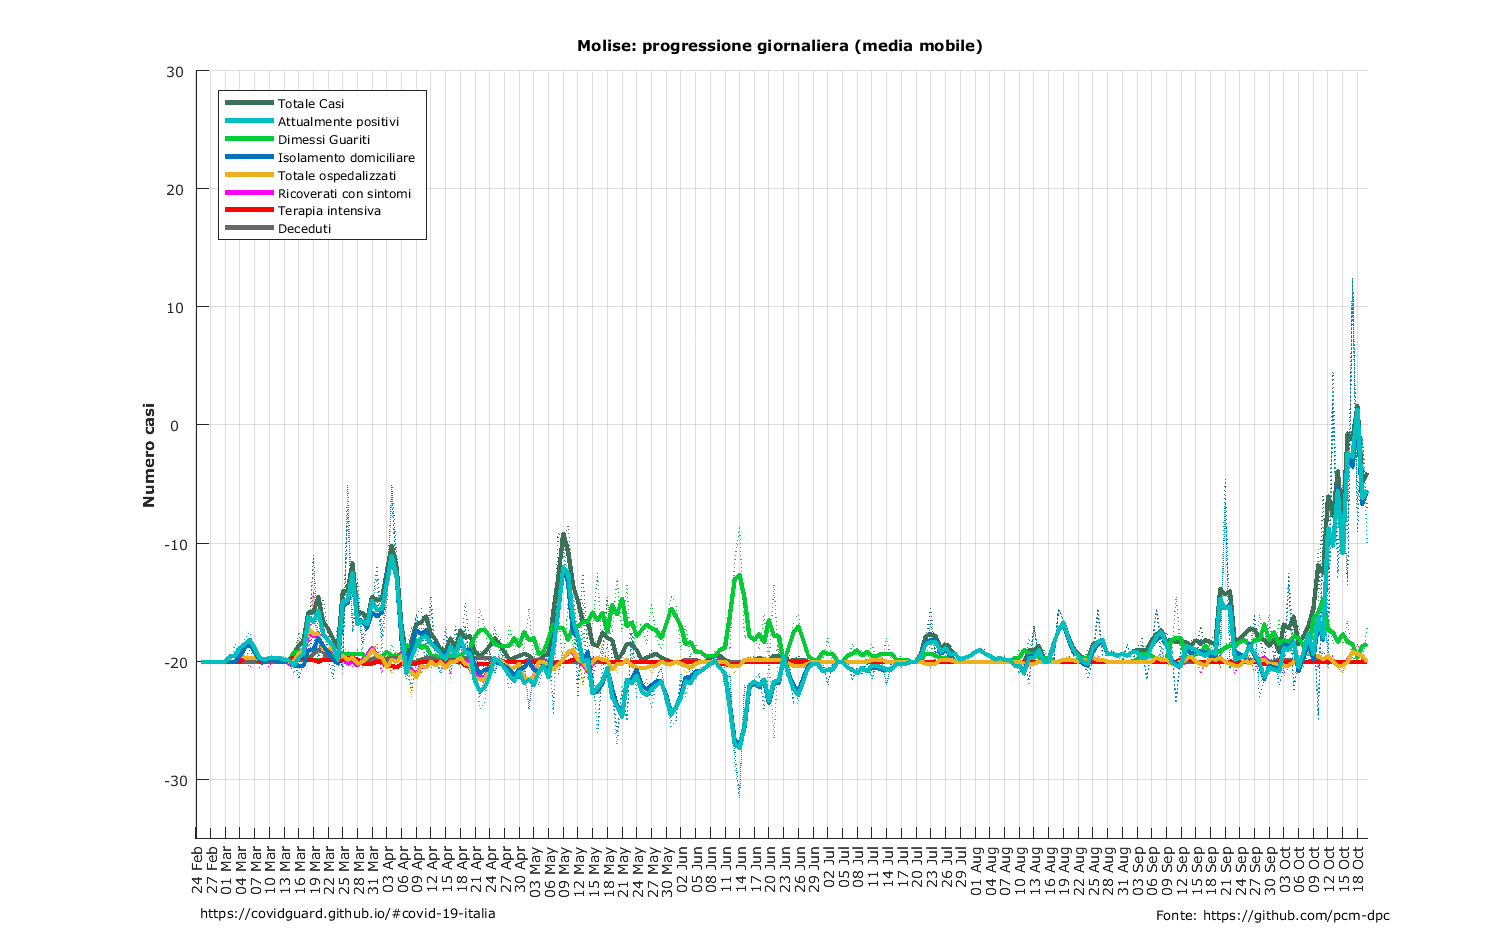 Molise: progressione giornaliera (media mobile)
30
20
10
0
-10
-20
-30
Numero casi
Totale Casi
Attualmente positivi
Dimessi Guariti
Isolamento domiciliare
Totale ospedalizzati
Ricoverati con sintomi
Terapia intensiva
Deceduti
24 Feb
27 Feb
01 Mar
04 Mar
07 Mar
10 Mar
13 Mar
16 Mar
19 Mar
22 Mar
25 Mar
28 Mar
31 Mar
03 Apr
06 Apr
09 Apr
12 Apr
15 Apr
18 Apr
21 Apr
24 Apr
27 Apr
30 Apr
03 May
06 May
09 May
12 May
15 May
18 May
21 May
24 May
27 May
30 May
02 Jun
05 Jun
08 Jun
11 Jun
14 Jun
17 Jun
20 Jun
23 Jun
26 Jun
29 Jun
02 Jul
05 Jul
08 Jul
11 Jul
14 Jul
17 Jul
20 Jul
23 Jul
26 Jul
29 Jul
01 Aug
04 Aug
07 Aug
10 Aug
13 Aug
16 Aug
19 Aug
22 Aug
25 Aug
28 Aug
31 Aug
03 Sep
06 Sep
09 Sep
12 Sep
15 Sep
18 Sep
21 Sep
24 Sep
27 Sep
30 Sep
03 Oct
06 Oct
09 Oct
12 Oct
15 Oct
18 Oct
https://covidguard.github.io/#covid-19-italia
Fonte: https://github.com/pcm-dpc